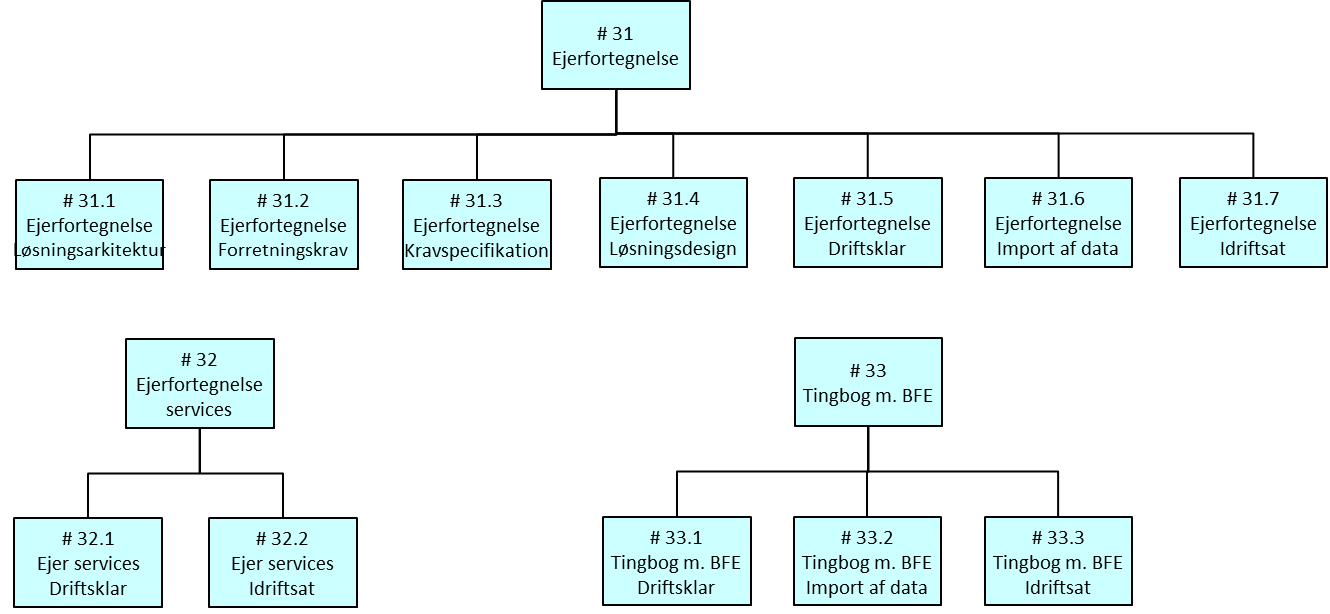 # 31
Ejerfortegnelse
# 31.1
Ejerfortegnelse
Løsningsarkitektur
# 31.2
Ejerfortegnelse
Forretningskrav
# 31.3
Ejerfortegnelse
Kravspecifikation
# 31.4
Ejerfortegnelse
Løsningsdesign
# 31.5
Ejerfortegnelse
Driftsklar
# 31.6
Ejerfortegnelse
Import af data
# 31.7
Ejerfortegnelse
Idriftsat
# 32
Ejerfortegnelse
services
# 33
Tingbog m. BFE
# 32.1
Ejer services
Driftsklar
# 32.2
Ejer services
Idriftsat
# 33.1
Tingbog m. BFE
Driftsklar
# 33.2
Tingbog m. BFE
Import af data
# 33.3
Tingbog m. BFE
Idriftsat